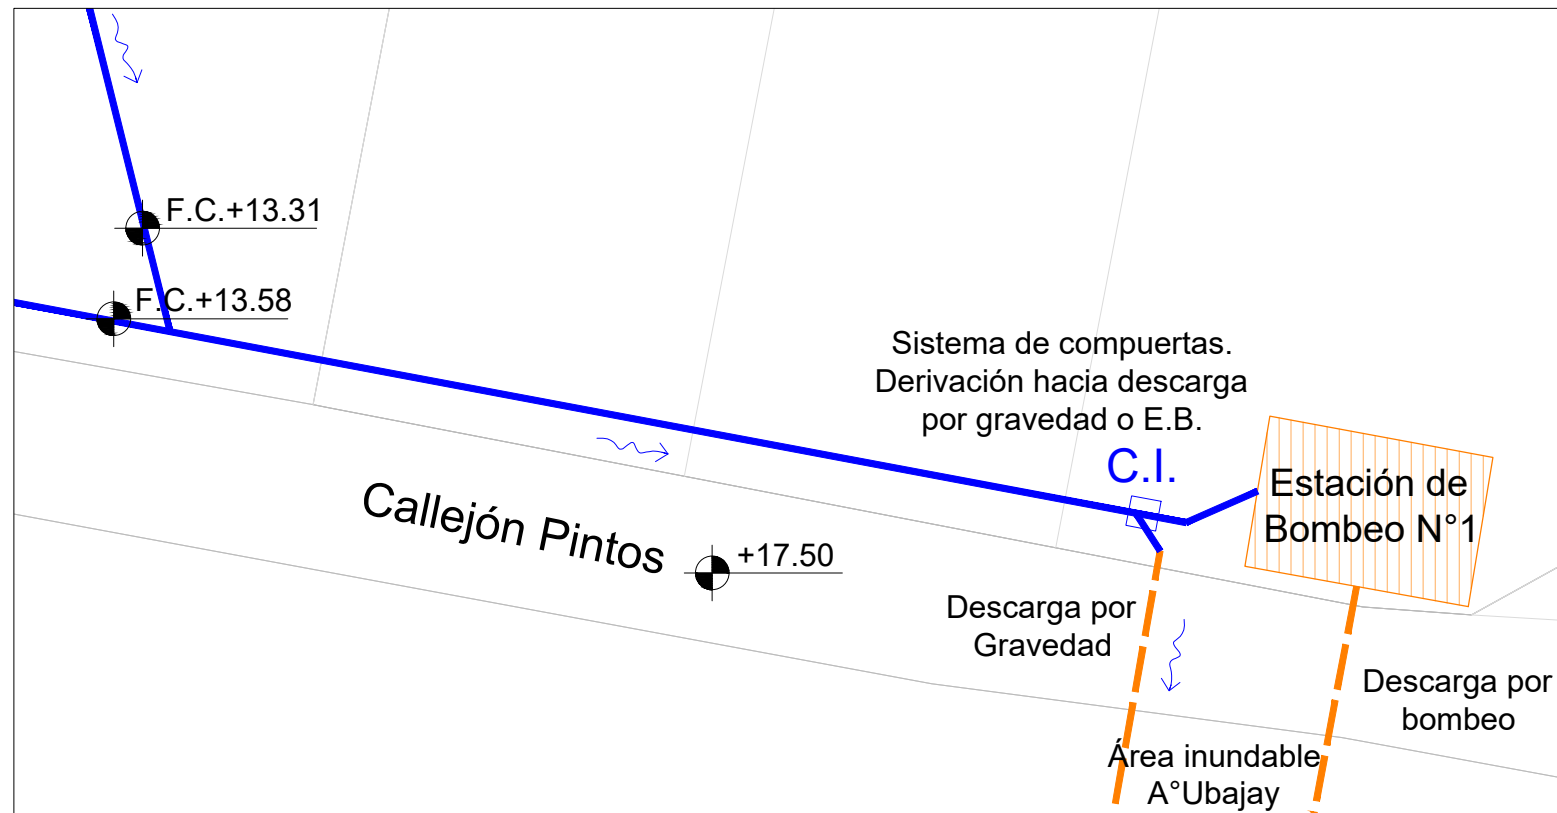 F.C.+13.31
F.C.+13.58
Sistema de compuertas.
Derivación hacia descarga
por gravedad o E.B.
C.I.
Estación de
Bombeo N°1
Callejón Pintos
+17.50
Descarga por
Gravedad
Descarga por
bombeo
Área inundable
A°Ubajay